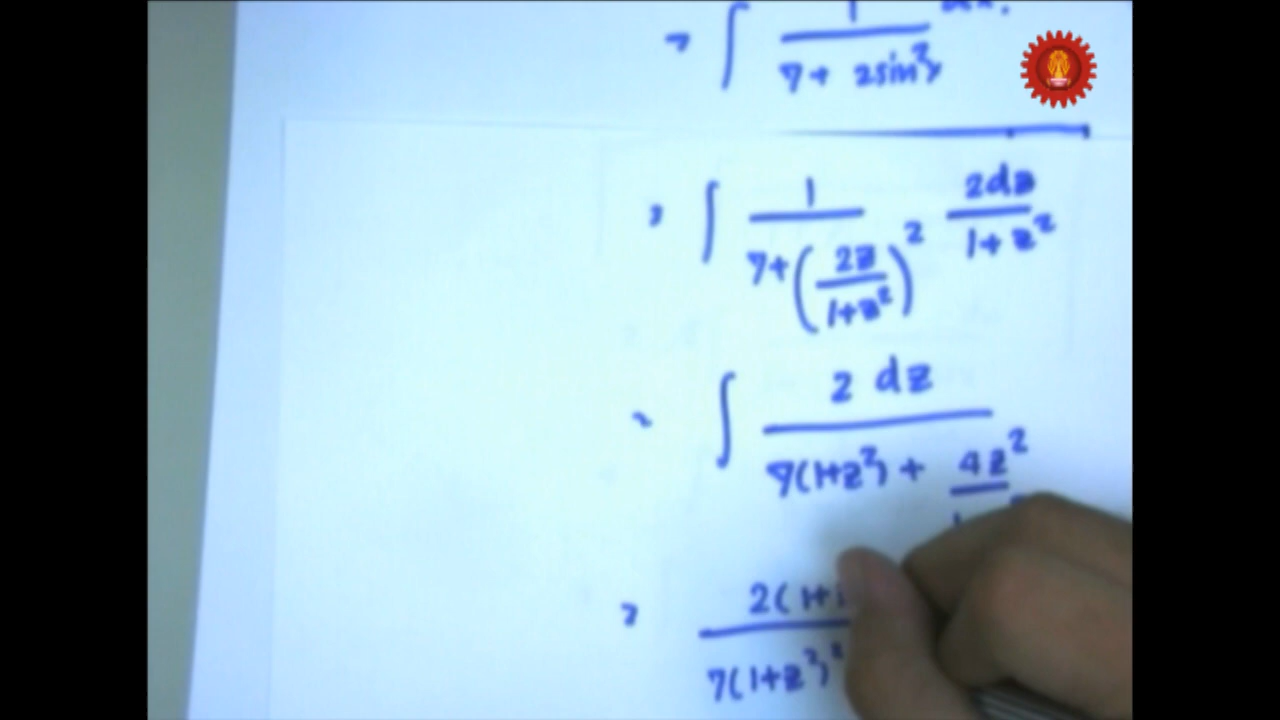 = ∫ 1 / (7 + 2sin²x) dx.
= ∫ 1 / (7+(2z/(1+z²))²) 2dz/(1+z²)
= ∫ 2 dz / (7(1+z²) + 4z²/
= 2(1+ / 7(1+z²)²